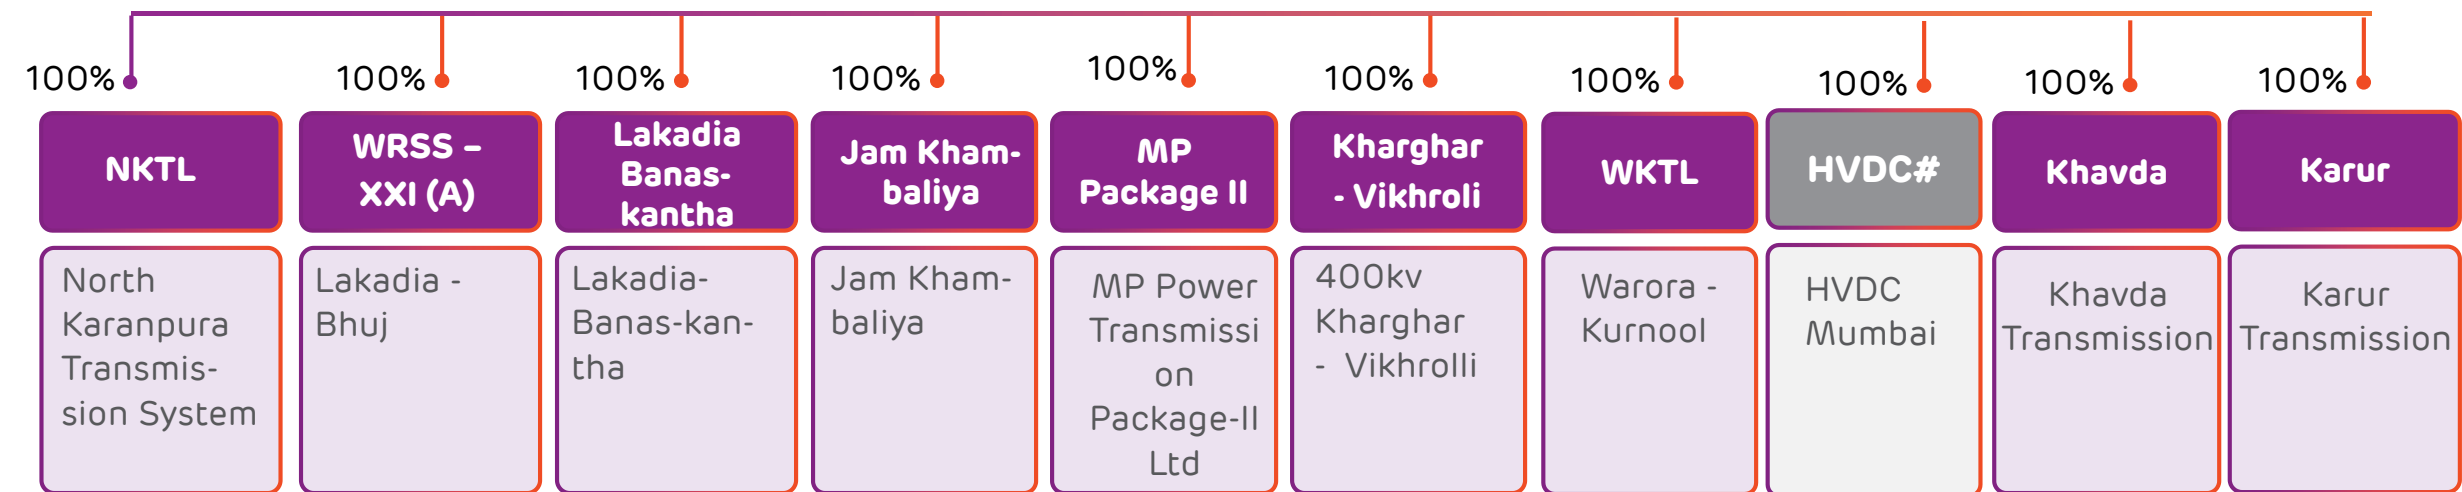 100%
100%
100%
100%
100%
100%
100%
100%
100%
100%
NKTL
WRSS –
XXI (A)
Lakadia
Banas-
kantha
Jam Kham-
baliya
MP
Package II
Kharghar
- Vikhroli
WKTL
HVDC#
Khavda
Karur
North
Karanpura
Transmis-
sion System
Lakadia -
Bhuj
Lakadia-
Banas-kan-
tha
Jam Kham-
baliya
MP Power
Transmissi
on
Package-II
Ltd
400kv
Kharghar
- Vikhrolli
Warora -
Kurnool
HVDC
Mumbai
Khavda
Transmission
Karur
Transmission